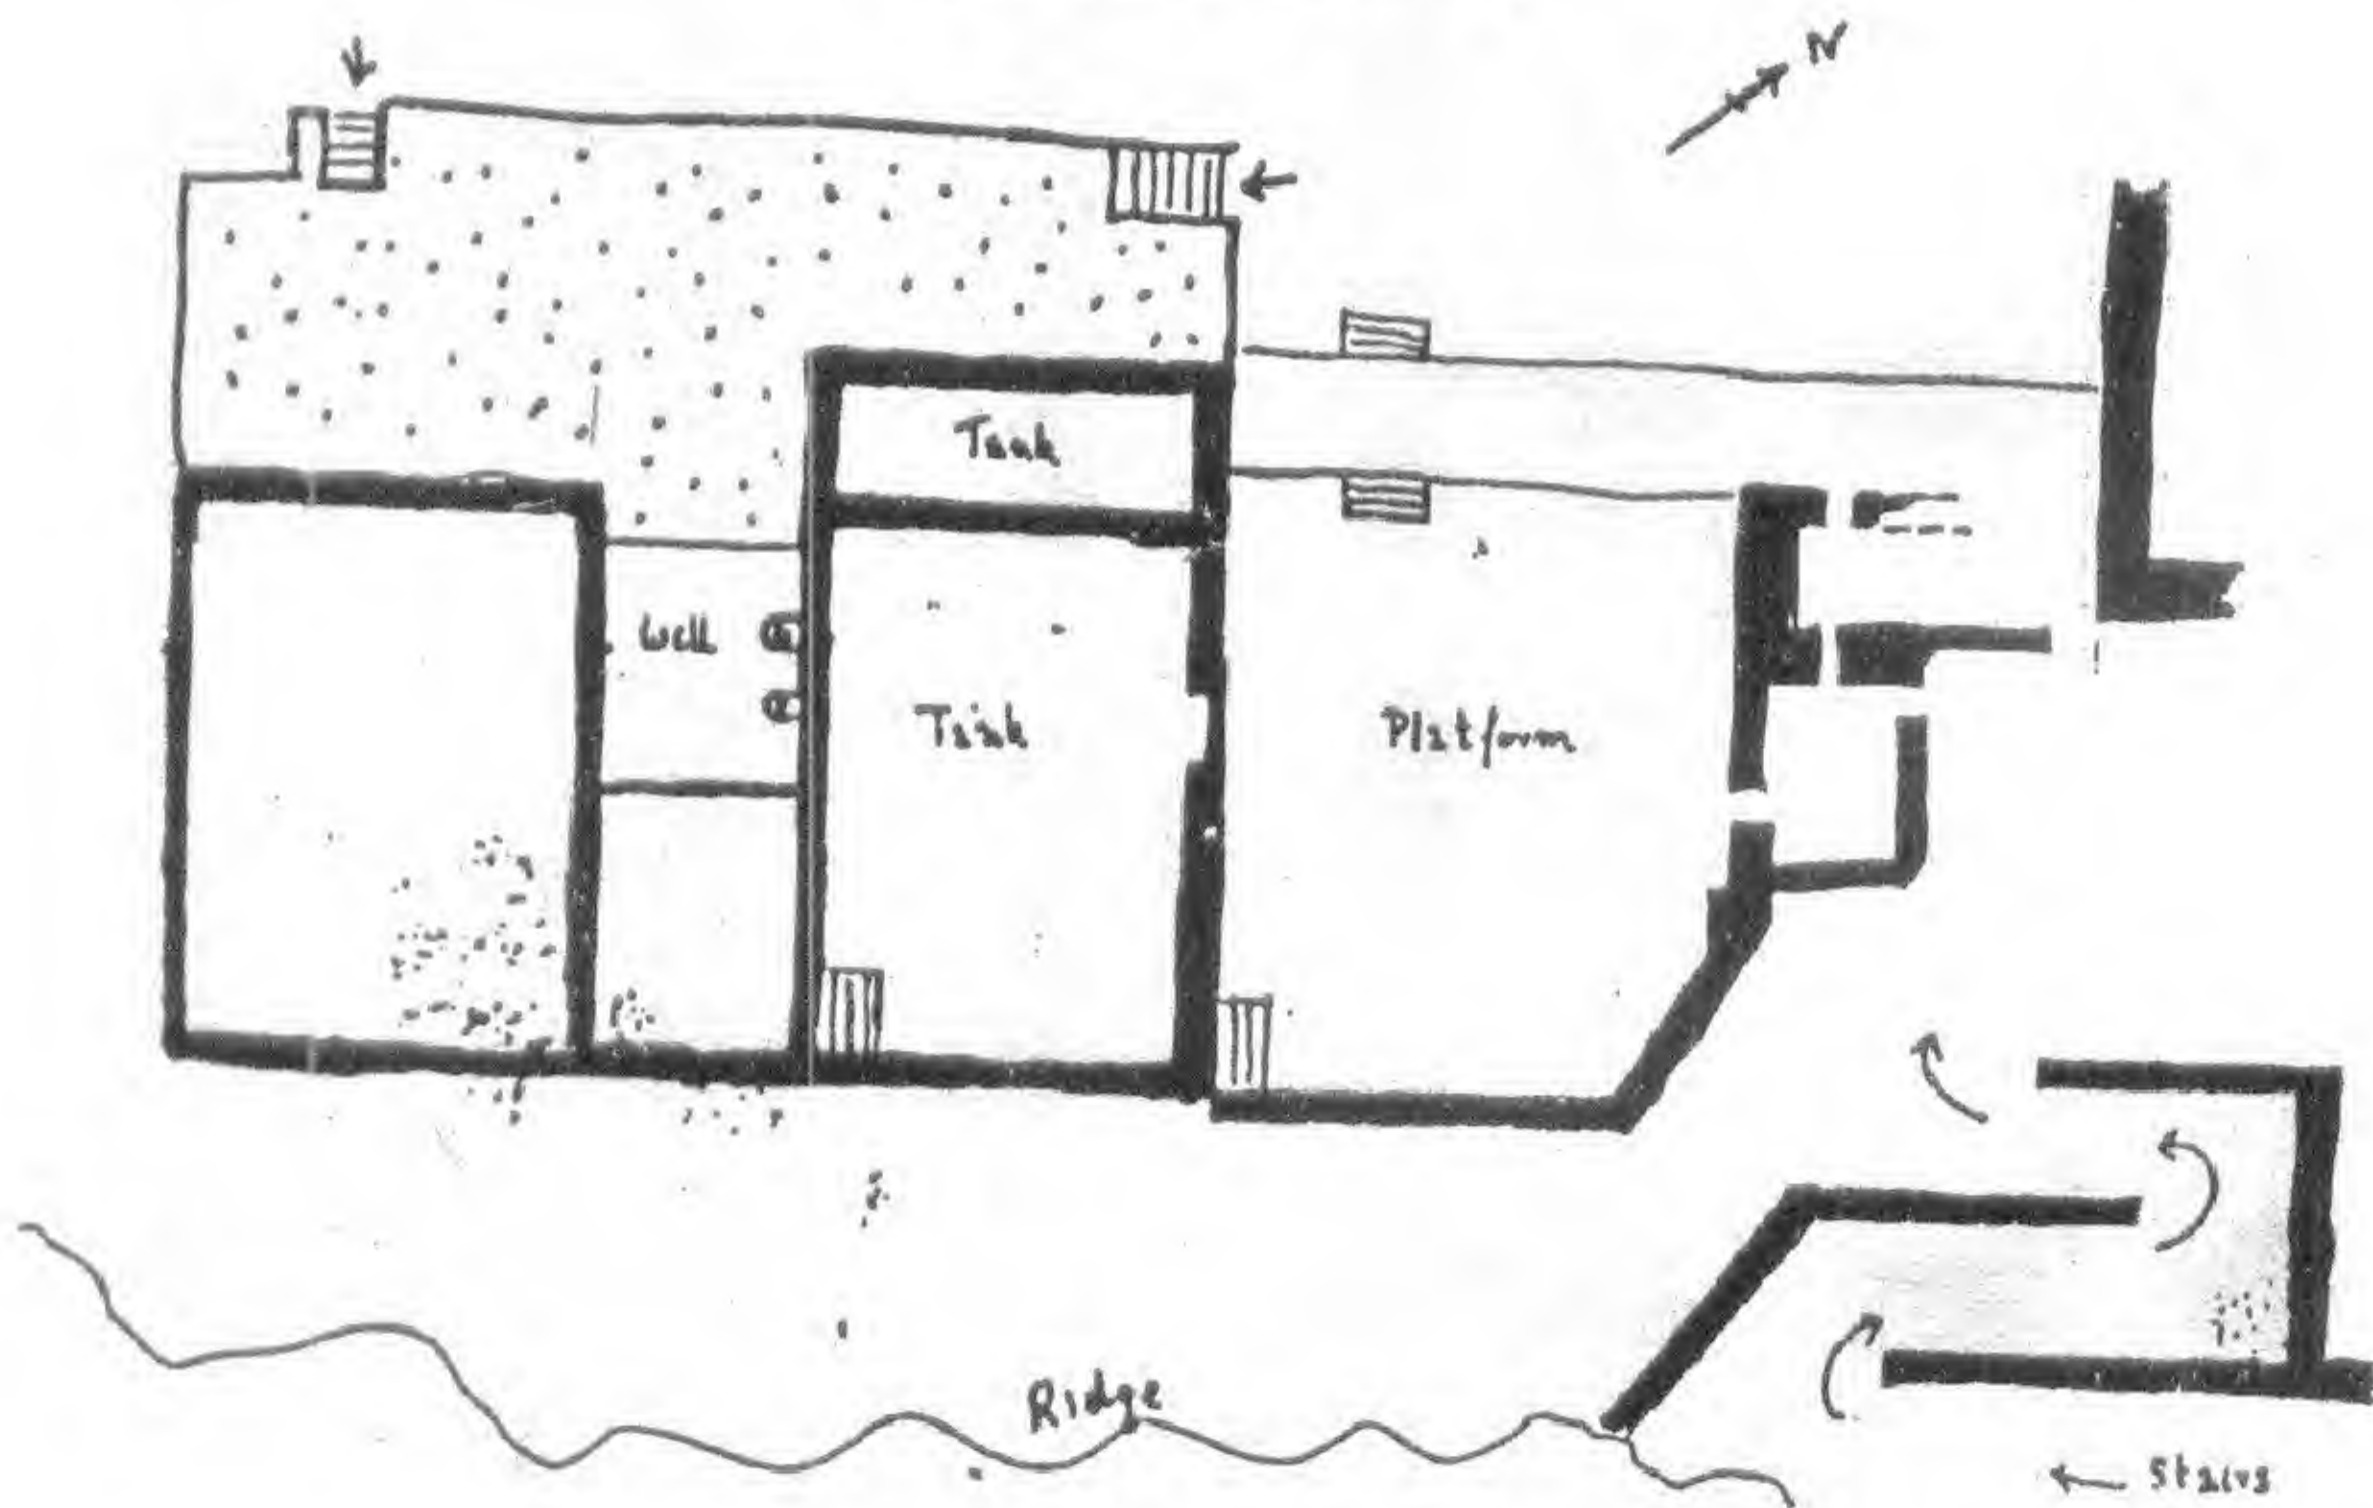 N
Tank
Well
Tank
Platform
Ridge
← Stairs